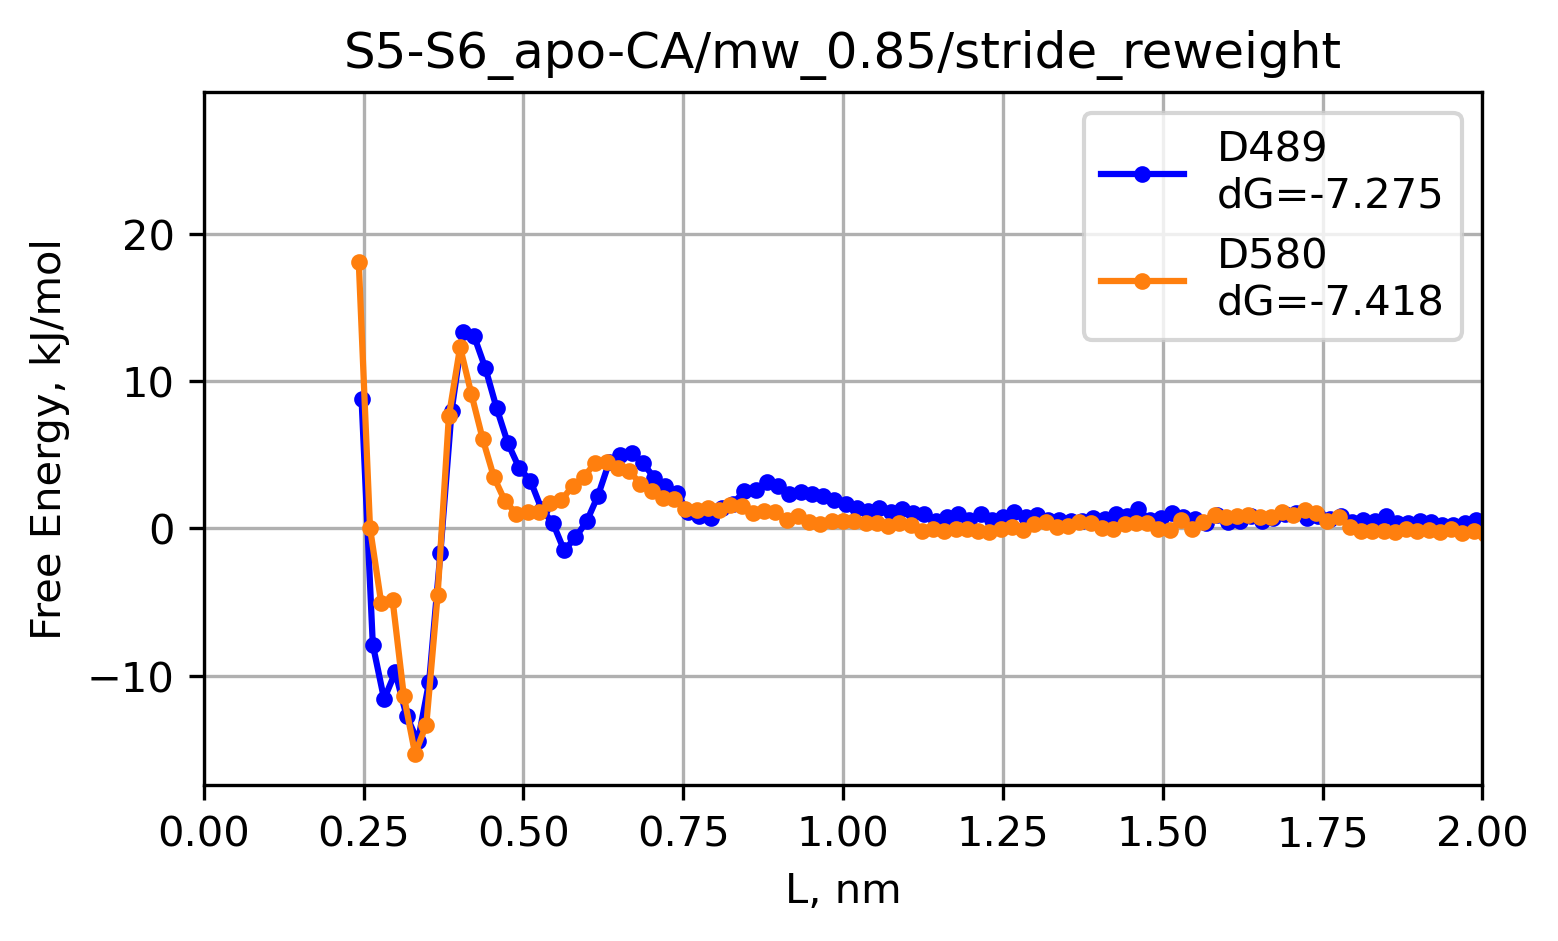 S5-S6_apo-CA/mw_0.85/stride_reweight
D489
dG=-7.275
D580
dG=-7.418
Free Energy, kJ/mol
20
10
0
−10
0.00 0.25 0.50 0.75 1.00 1.25 1.50 1.75 2.00
L, nm